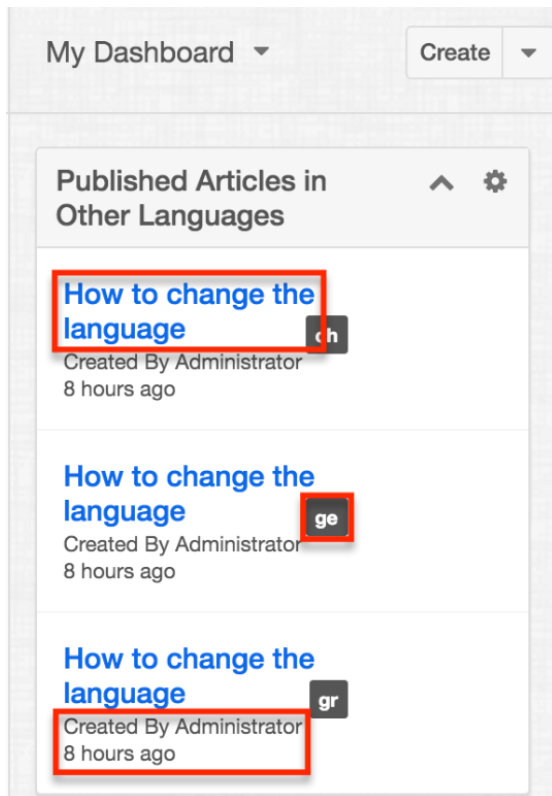 My Dashboard
Create
Published Articles in
Other Languages
How to change the
language
ch
Created By Administrator
8 hours ago
How to change the
language
ge
Created By Administrator
8 hours ago
How to change the
language
gr
Created By Administrator
8 hours ago